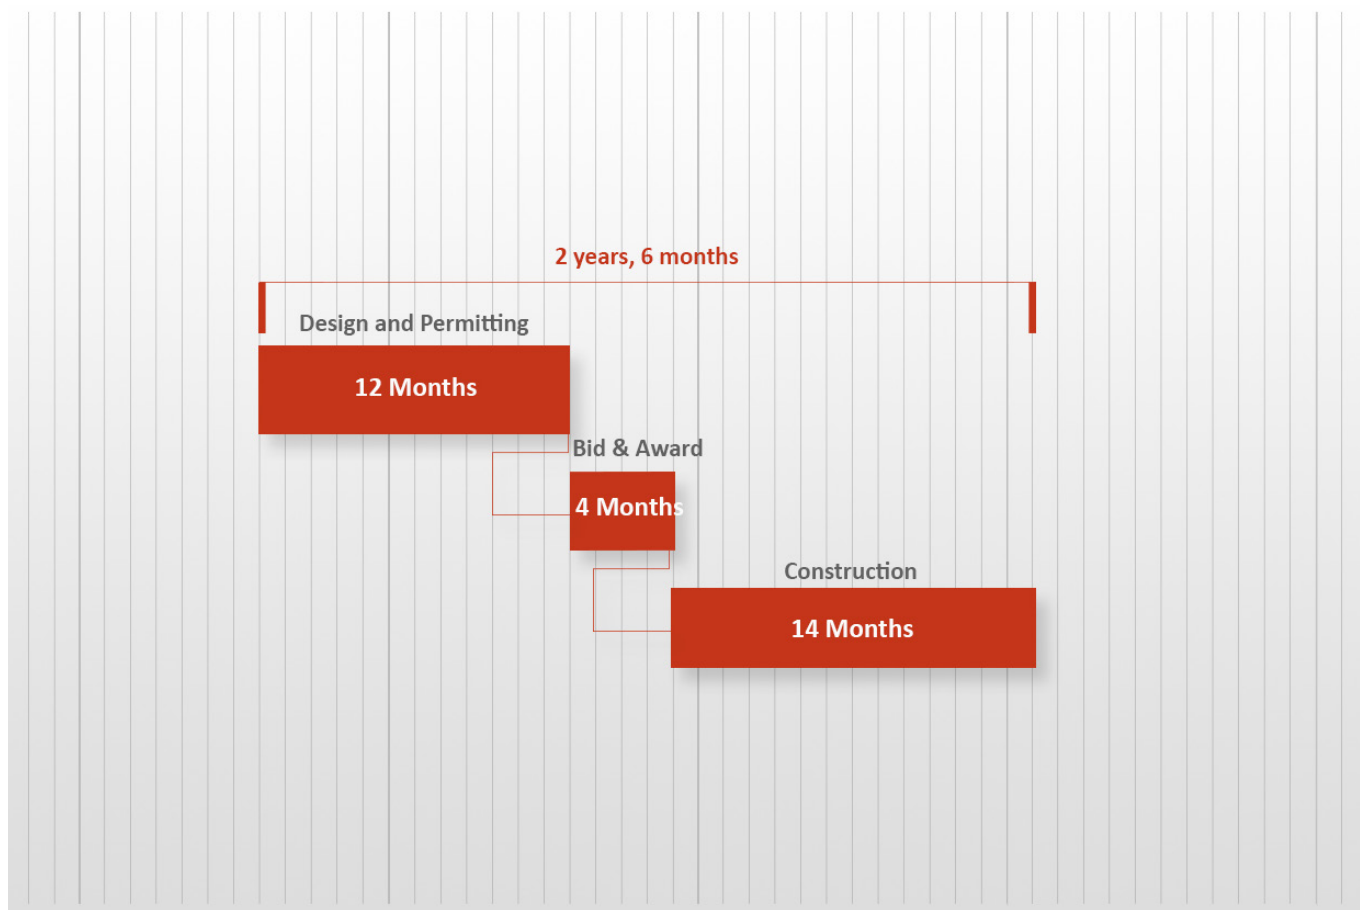 2 years, 6 months
Design and Permitting
12 Months
Bid & Award
4 Months
Construction
14 Months